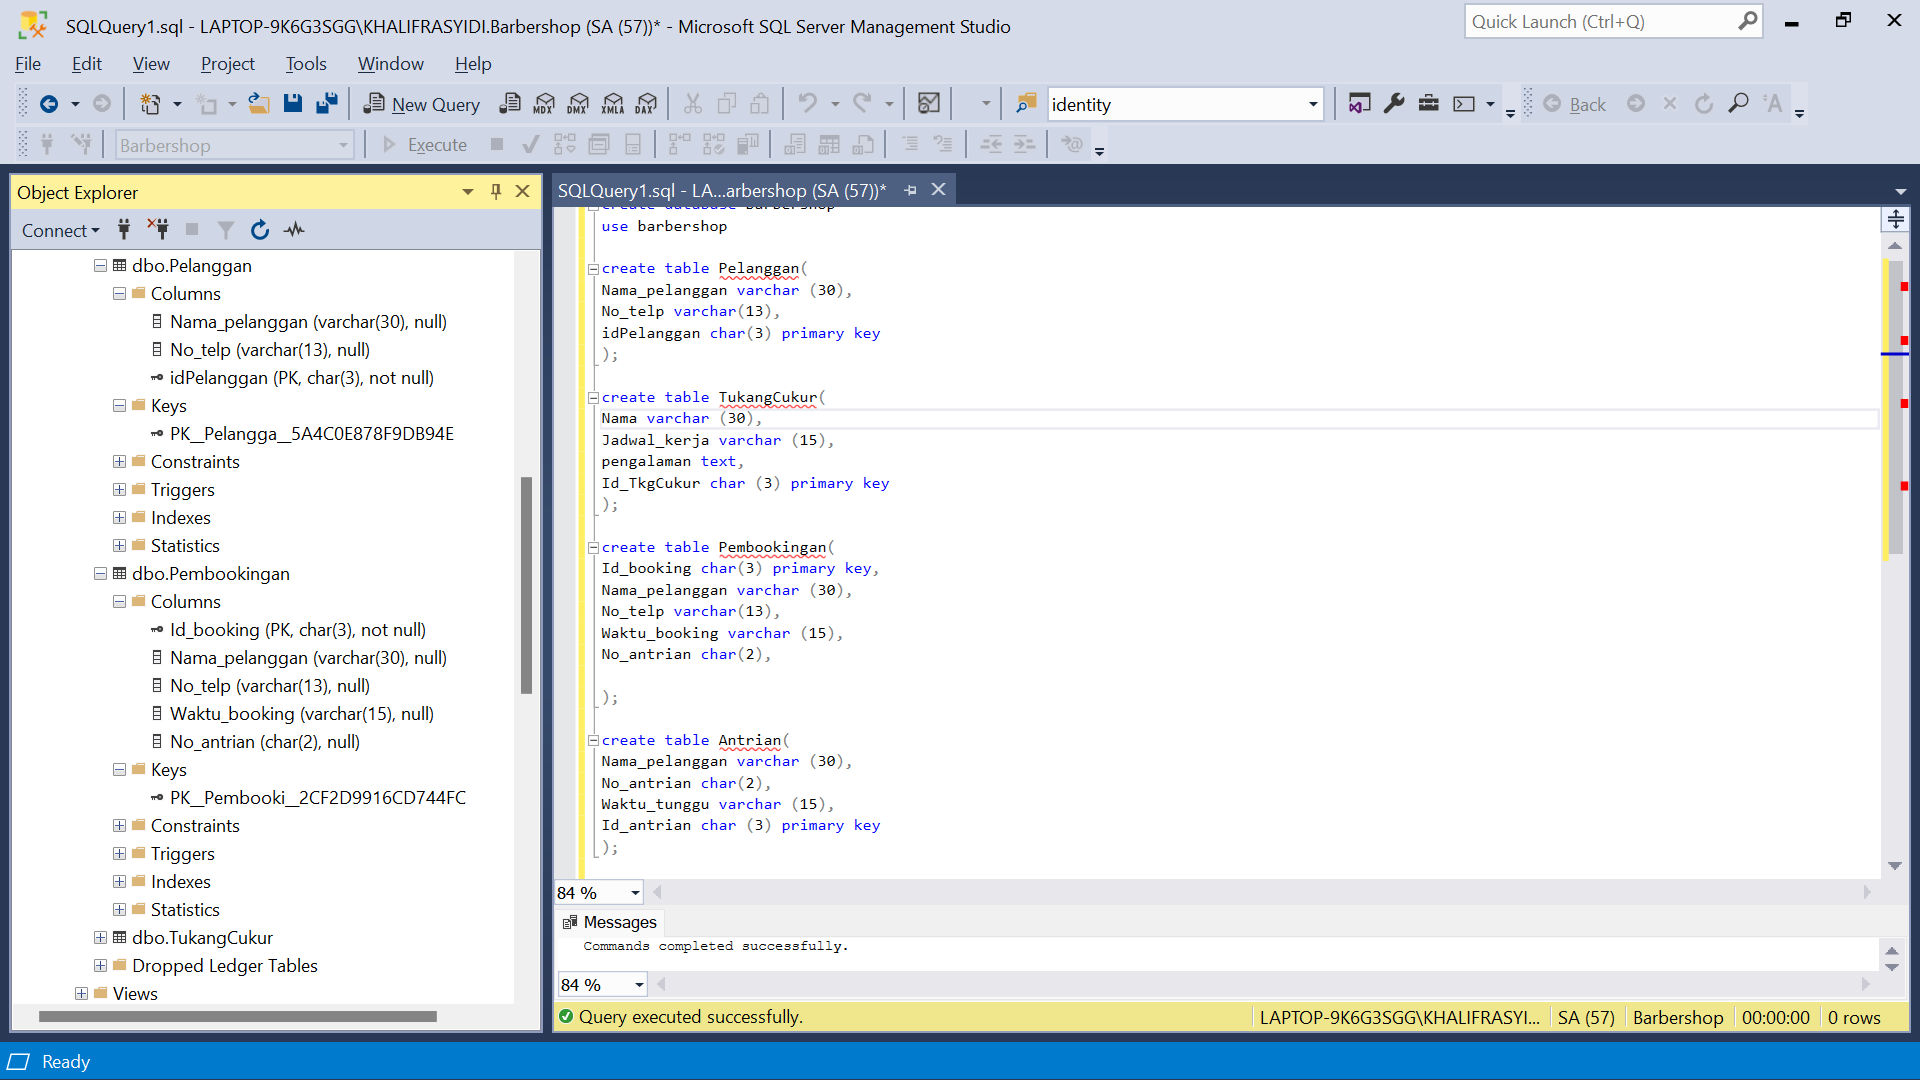 SQLQuery1.sql - LAPTOP-9K6G3SGG\KHALIFRASYIDI.Barbershop (SA (57))* - Microsoft SQL Server Management Studio
Quick Launch (Ctrl+Q)
File Edit View Project Tools Window Help
New Query MDX DMX XMLA DAX identity Back
Barbershop Execute
Object Explorer
Connect
dbo.Pelanggan
Columns
Nama_pelanggan (varchar(30), null)
No_telp (varchar(13), null)
idPelanggan (PK, char(3), not null)
Keys
PK__Pelangga__5A4C0E878F9DB94E
Constraints
Triggers
Indexes
Statistics
dbo.Pembookingan
Columns
Id_booking (PK, char(3), not null)
Nama_pelanggan (varchar(30), null)
No_telp (varchar(13), null)
Waktu_booking (varchar(15), null)
No_antrian (char(2), null)
Keys
PK__Pembooki__2CF2D9916CD744FC
Constraints
Triggers
Indexes
Statistics
dbo.TukangCukur
Dropped Ledger Tables
Views
SQLQuery1.sql - LA...arbershop (SA (57))*
create database barbershop
use barbershop
create table Pelanggan(
Nama_pelanggan varchar (30),
No_telp varchar(13),
idPelanggan char(3) primary key
);
create table TukangCukur(
Nama varchar (30),
Jadwal_kerja varchar (15),
pengalaman text,
Id_TkgCukur char (3) primary key
);
create table Pembookingan(
Id_booking char(3) primary key,
Nama_pelanggan varchar (30),
No_telp varchar(13),
Waktu_booking varchar (15),
No_antrian char(2),
);
create table Antrian(
Nama_pelanggan varchar (30),
No_antrian char(2),
Waktu_tunggu varchar (15),
Id_antrian char (3) primary key
);
84 %
Messages
Commands completed successfully.
84 %
Query executed successfully.
LAPTOP-9K6G3SGG\KHALIFRASYI... SA (57) Barbershop 00:00:00 0 rows
Ready